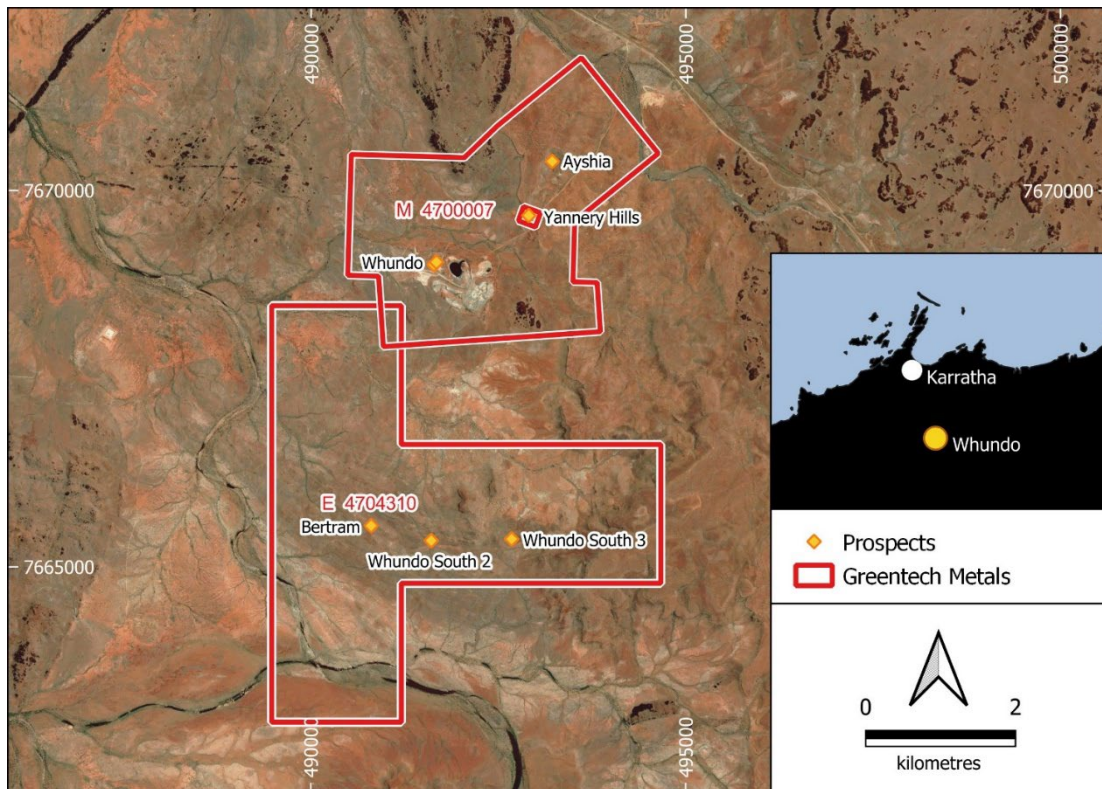 490000
495000
500000
Ayshia
7670000
7670000
M 4700007
Yannery Hills
Whundo
Karratha
Whundo
E 4704310
Bertram
Whundo South 3
Whundo South 2
Prospects
Greentech Metals
0
2
kilometres
490000
495000